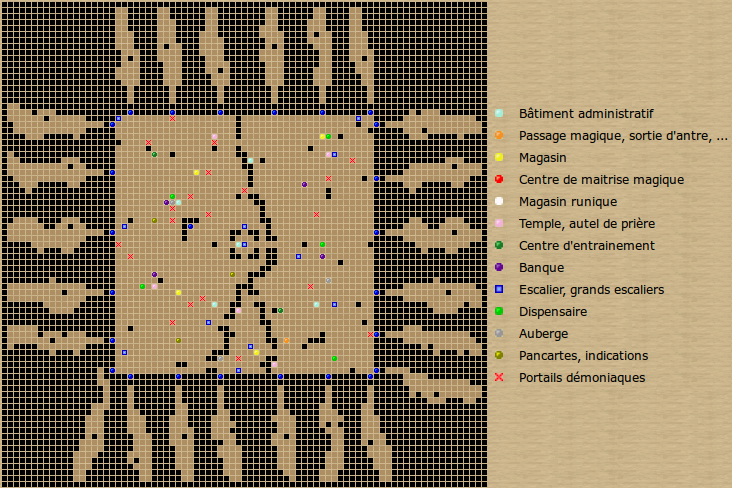 Bâtiment administratif
Passage magique, sortie d'antre, ...
Magasin
Centre de maitrise magique
Magasin runique
Temple, autel de prière
Centre d'entrainement
Banque
Escalier, grands escaliers
Dispensaire
Auberge
Pancartes, indications
Portails démoniaques